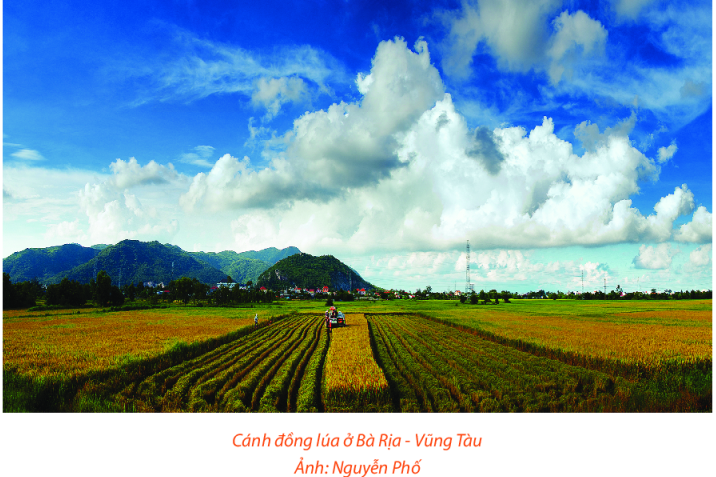 Cánh đồng lúa ở Bà Rịa - Vũng Tàu
Ảnh: Nguyễn Phố